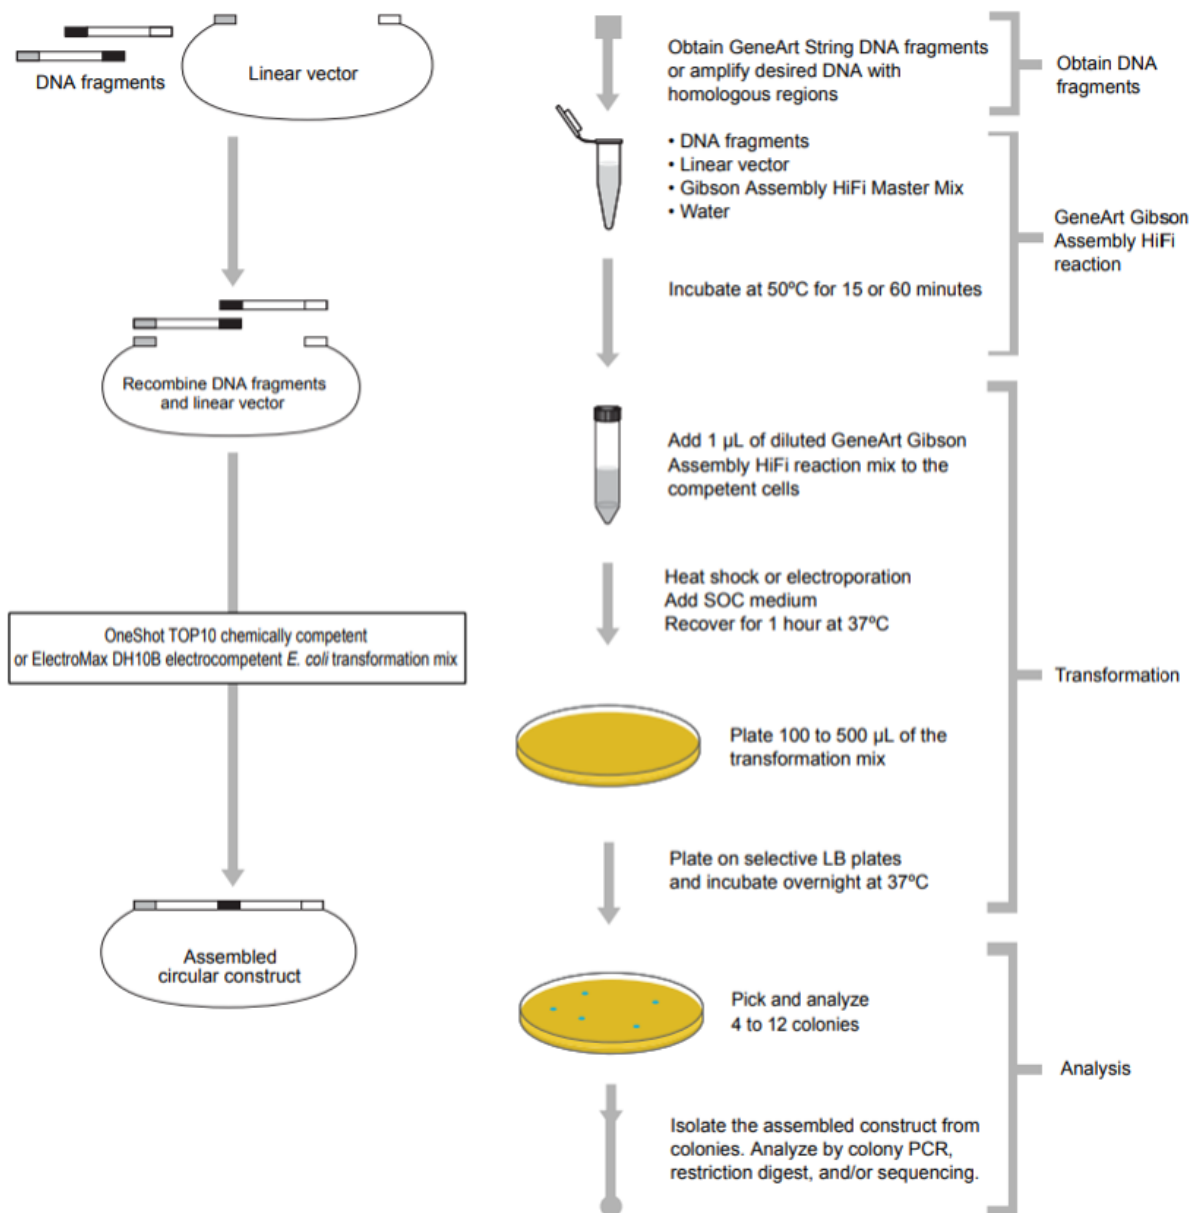 DNA fragments
Linear vector
Recombine DNA fragments
and linear vector
OneShot TOP10 chemically competent
or ElectroMax DH10B electrocompetent E. coli transformation mix
Assembled
circular construct
Obtain GeneArt String DNA fragments
or amplify desired DNA with
homologous regions
• DNA fragments
• Linear vector
• Gibson Assembly HiFi Master Mix
• Water
Incubate at 50ºC for 15 or 60 minutes
Add 1 µL of diluted GeneArt Gibson
Assembly HiFi reaction mix to the
competent cells
Heat shock or electroporation
Add SOC medium
Recover for 1 hour at 37ºC
Plate 100 to 500 µL of the
transformation mix
Plate on selective LB plates
and incubate overnight at 37ºC
Pick and analyze
4 to 12 colonies
Isolate the assembled construct from
colonies. Analyze by colony PCR,
restriction digest, and/or sequencing.
Obtain DNA
fragments
GeneArt Gibson
Assembly HiFi
reaction
Transformation
Analysis